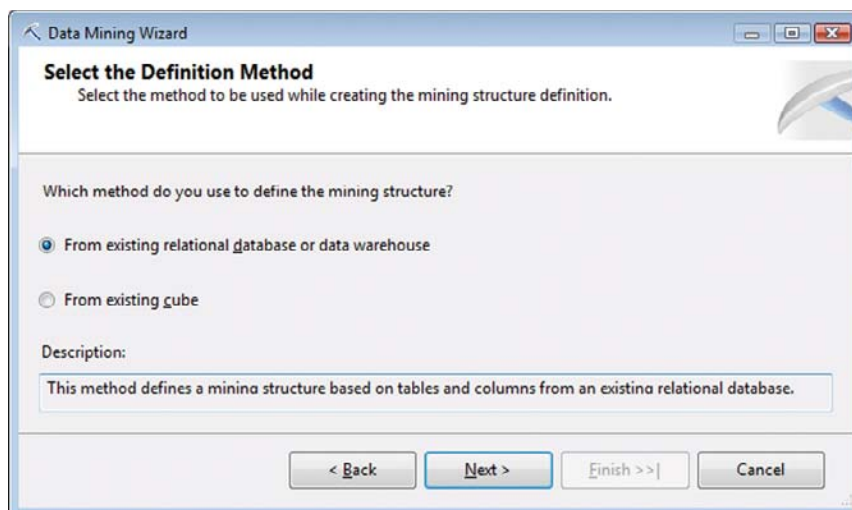 Data Mining Wizard
Select the Definition Method
Select the method to be used while creating the mining structure definition.
Which method do you use to define the mining structure?
From existing relational database or data warehouse
From existing cube
Description:
This method defines a mining structure based on tables and columns from an existing relational database.
< Back
Next >
Finish >>|
Cancel